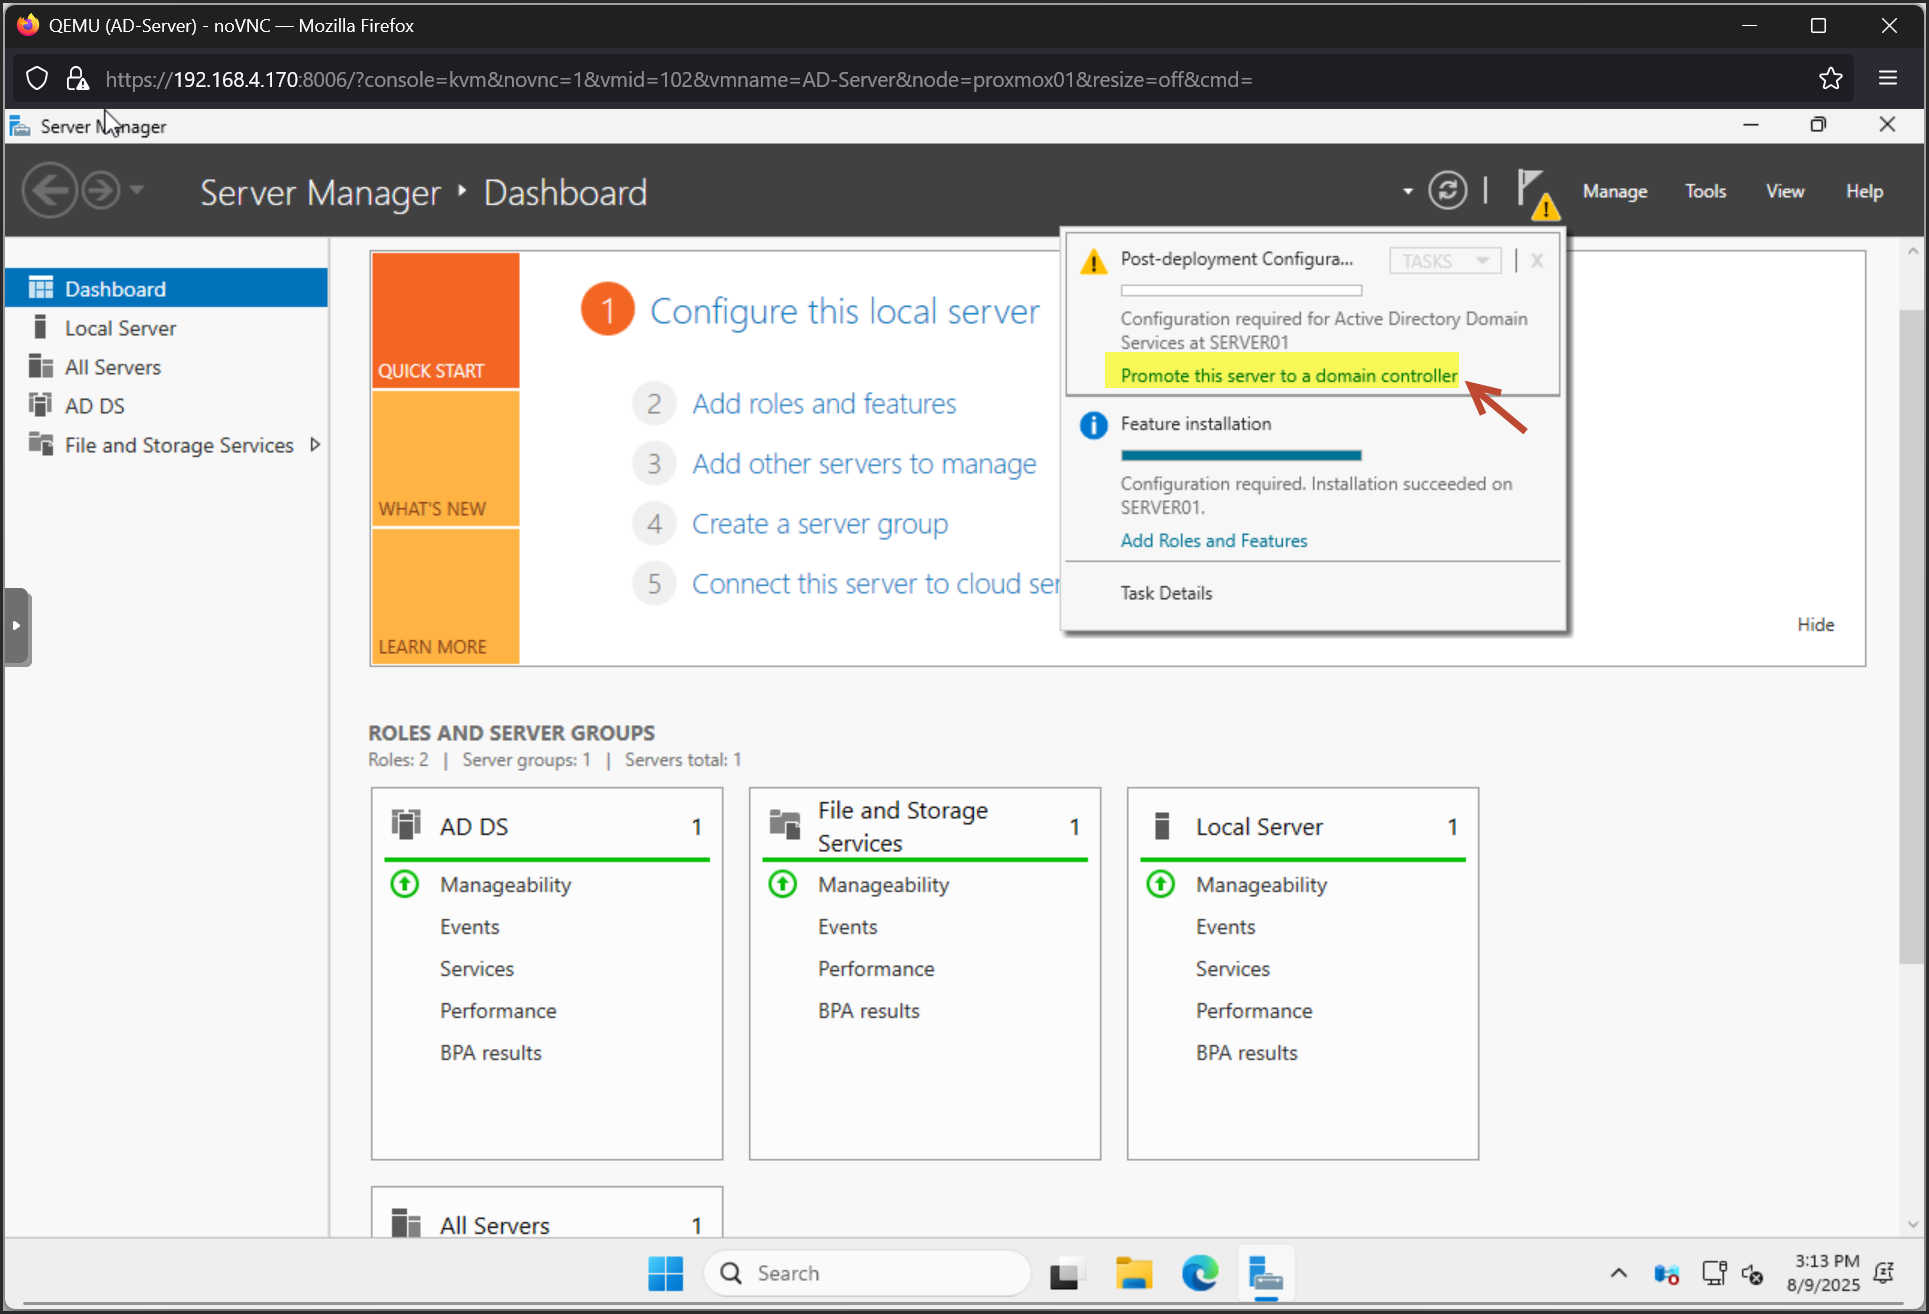 QEMU (AD-Server) - noVNC — Mozilla Firefox
https://192.168.4.170:8006/?console=kvm&novnc=1&vmid=102&vmname=AD-Server&node=proxmox01&resize=off&cmd=
Server Manager
Server Manager ‣ Dashboard
Manage
Tools
View
Help
Dashboard
Local Server
All Servers
AD DS
File and Storage Services
QUICK START
WHAT'S NEW
LEARN MORE
1 Configure this local server
2 Add roles and features
3 Add other servers to manage
4 Create a server group
5 Connect this server to cloud ser
Post-deployment Configura...
TASKS
X
Configuration required for Active Directory Domain
Services at SERVER01
Promote this server to a domain controller
Feature installation
Configuration required. Installation succeeded on
SERVER01.
Add Roles and Features
Task Details
Hide
ROLES AND SERVER GROUPS
Roles: 2 | Server groups: 1 | Servers total: 1
AD DS 1
Manageability
Events
Services
Performance
BPA results
File and Storage
Services
1
Manageability
Events
Performance
BPA results
Local Server 1
Manageability
Events
Services
Performance
BPA results
All Servers 1
Search
3:13 PM
8/9/2025